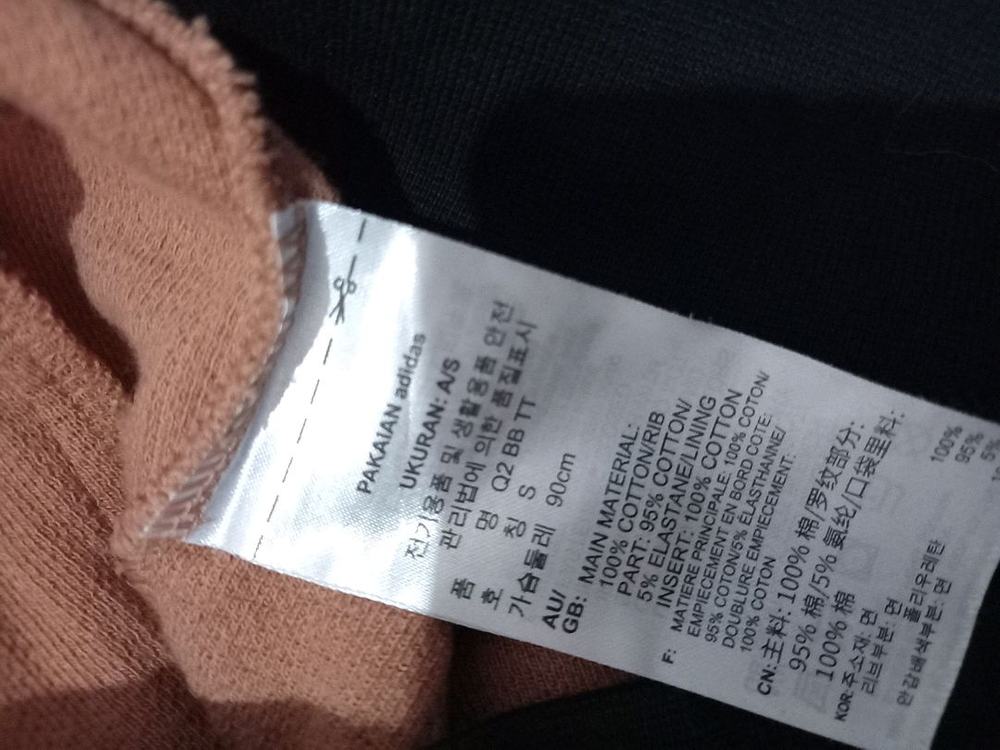 PAKAIAN adidas
UKURAN: A/S
전기용품 및 생활용품 안전
관리법에 의한 품질표시
품 명 Q2 BB TT
호 칭 S
가슴둘레 90cm
AU/
GB: MAIN MATERIAL:
100% COTTON/RIB
PART: 95% COTTON/
5% ELASTANE/LINING
INSERT: 100% COTTON
F: MATIERE PRINCIPALE: 100% COTON/
EMPIECEMENT EN BORD COTE:
95% COTON/5% ÉLASTHANNE/
DOUBLURE EMPIECEMENT:
100% COTON
CN: 主料: 100% 棉/罗纹部分:
95% 棉/5% 氨纶/口袋里料:
100% 棉
KOR: 주소재: 면 100%
리브부분: 면 95%
폴리우레탄 5%
안감배색부분: 면